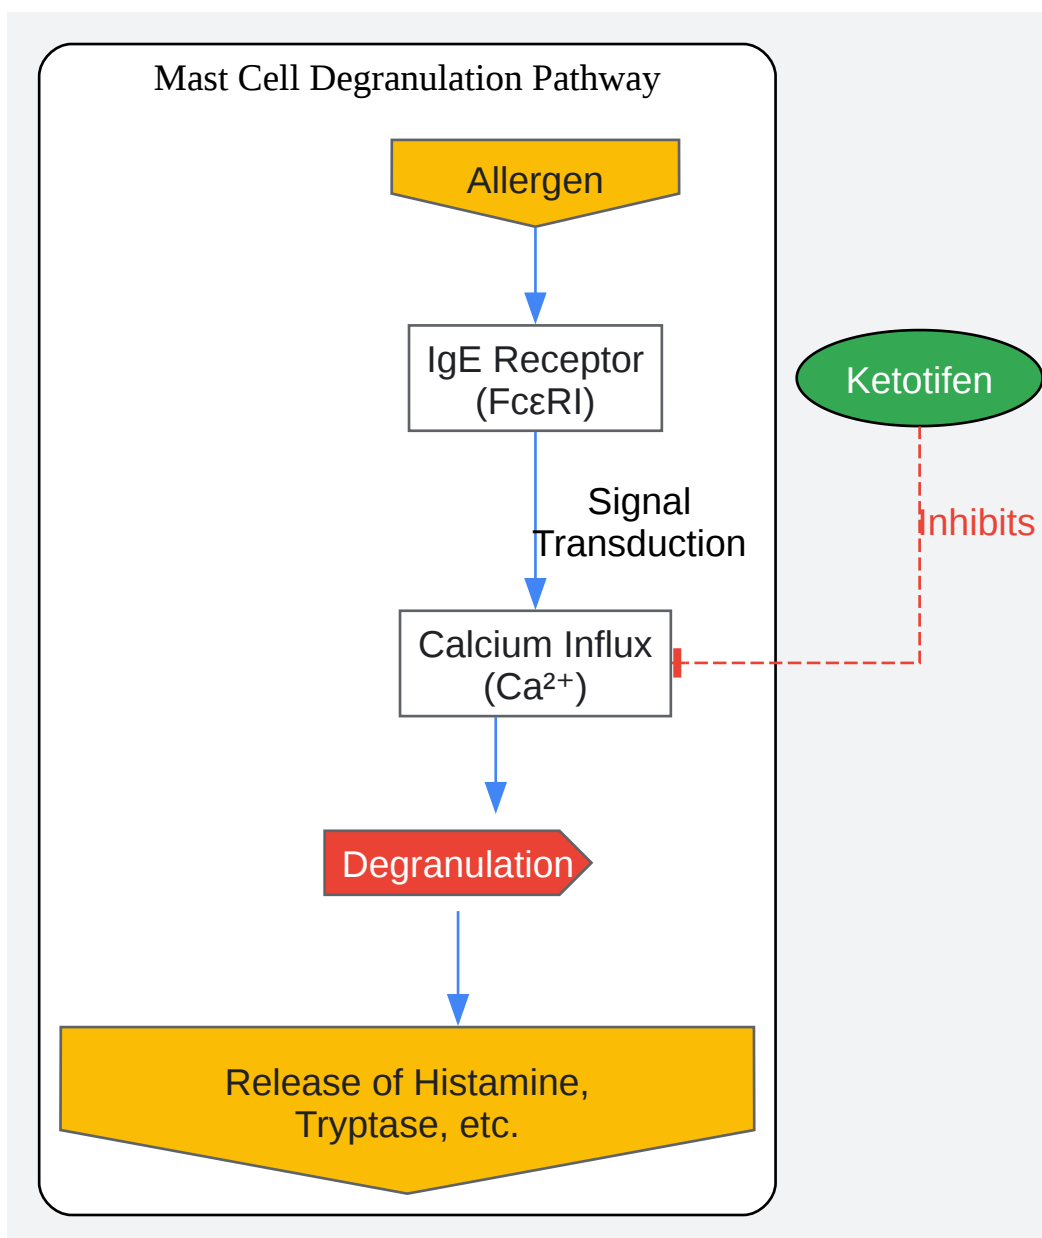 Mast Cell Degranulation Pathway
Allergen
IgE Receptor
(FcεRI)
Ketotifen
Signal
Transduction
Inhibits
Calcium Influx
(Ca²⁺)
Degranulation
Release of Histamine,
Tryptase, etc.